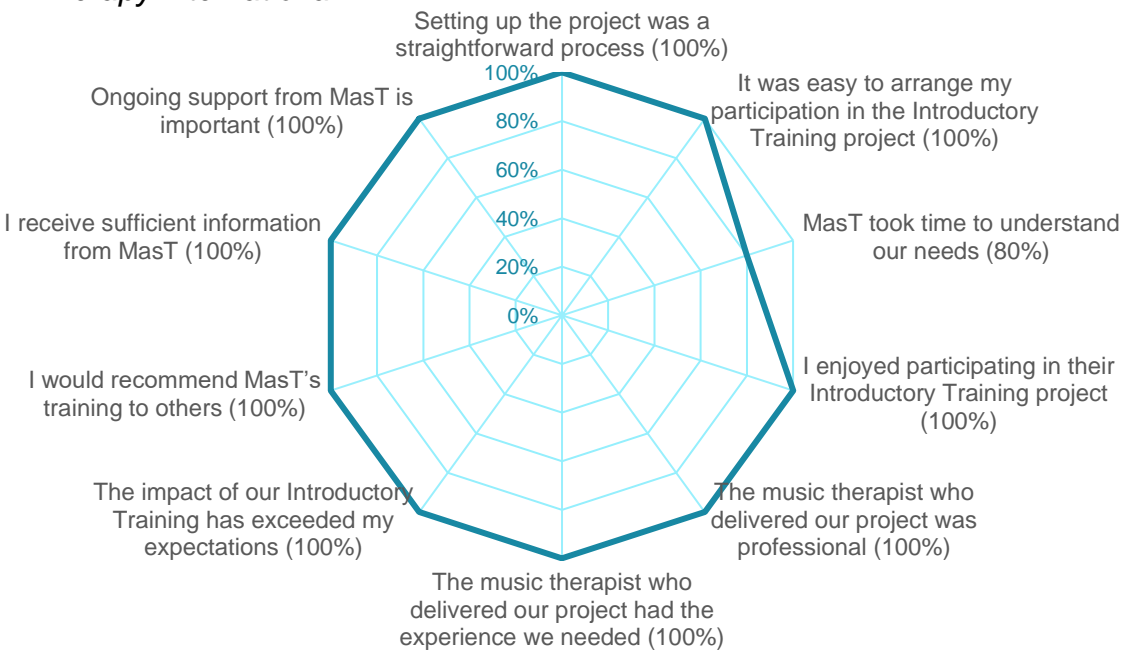 Setting up the project was a
straightforward process (100%)
100%
80%
60%
40%
20%
0%
It was easy to arrange my
participation in the Introductory
Training project (100%)
MasT took time to understand
our needs (80%)
I enjoyed participating in their
Introductory Training project
(100%)
The music therapist who
delivered our project was
professional (100%)
The music therapist who
delivered our project had the
experience we needed (100%)
The impact of our Introductory
Training has exceeded my
expectations (100%)
I would recommend MasT’s
training to others (100%)
I receive sufficient information
from MasT (100%)
Ongoing support from MasT is
important (100%)